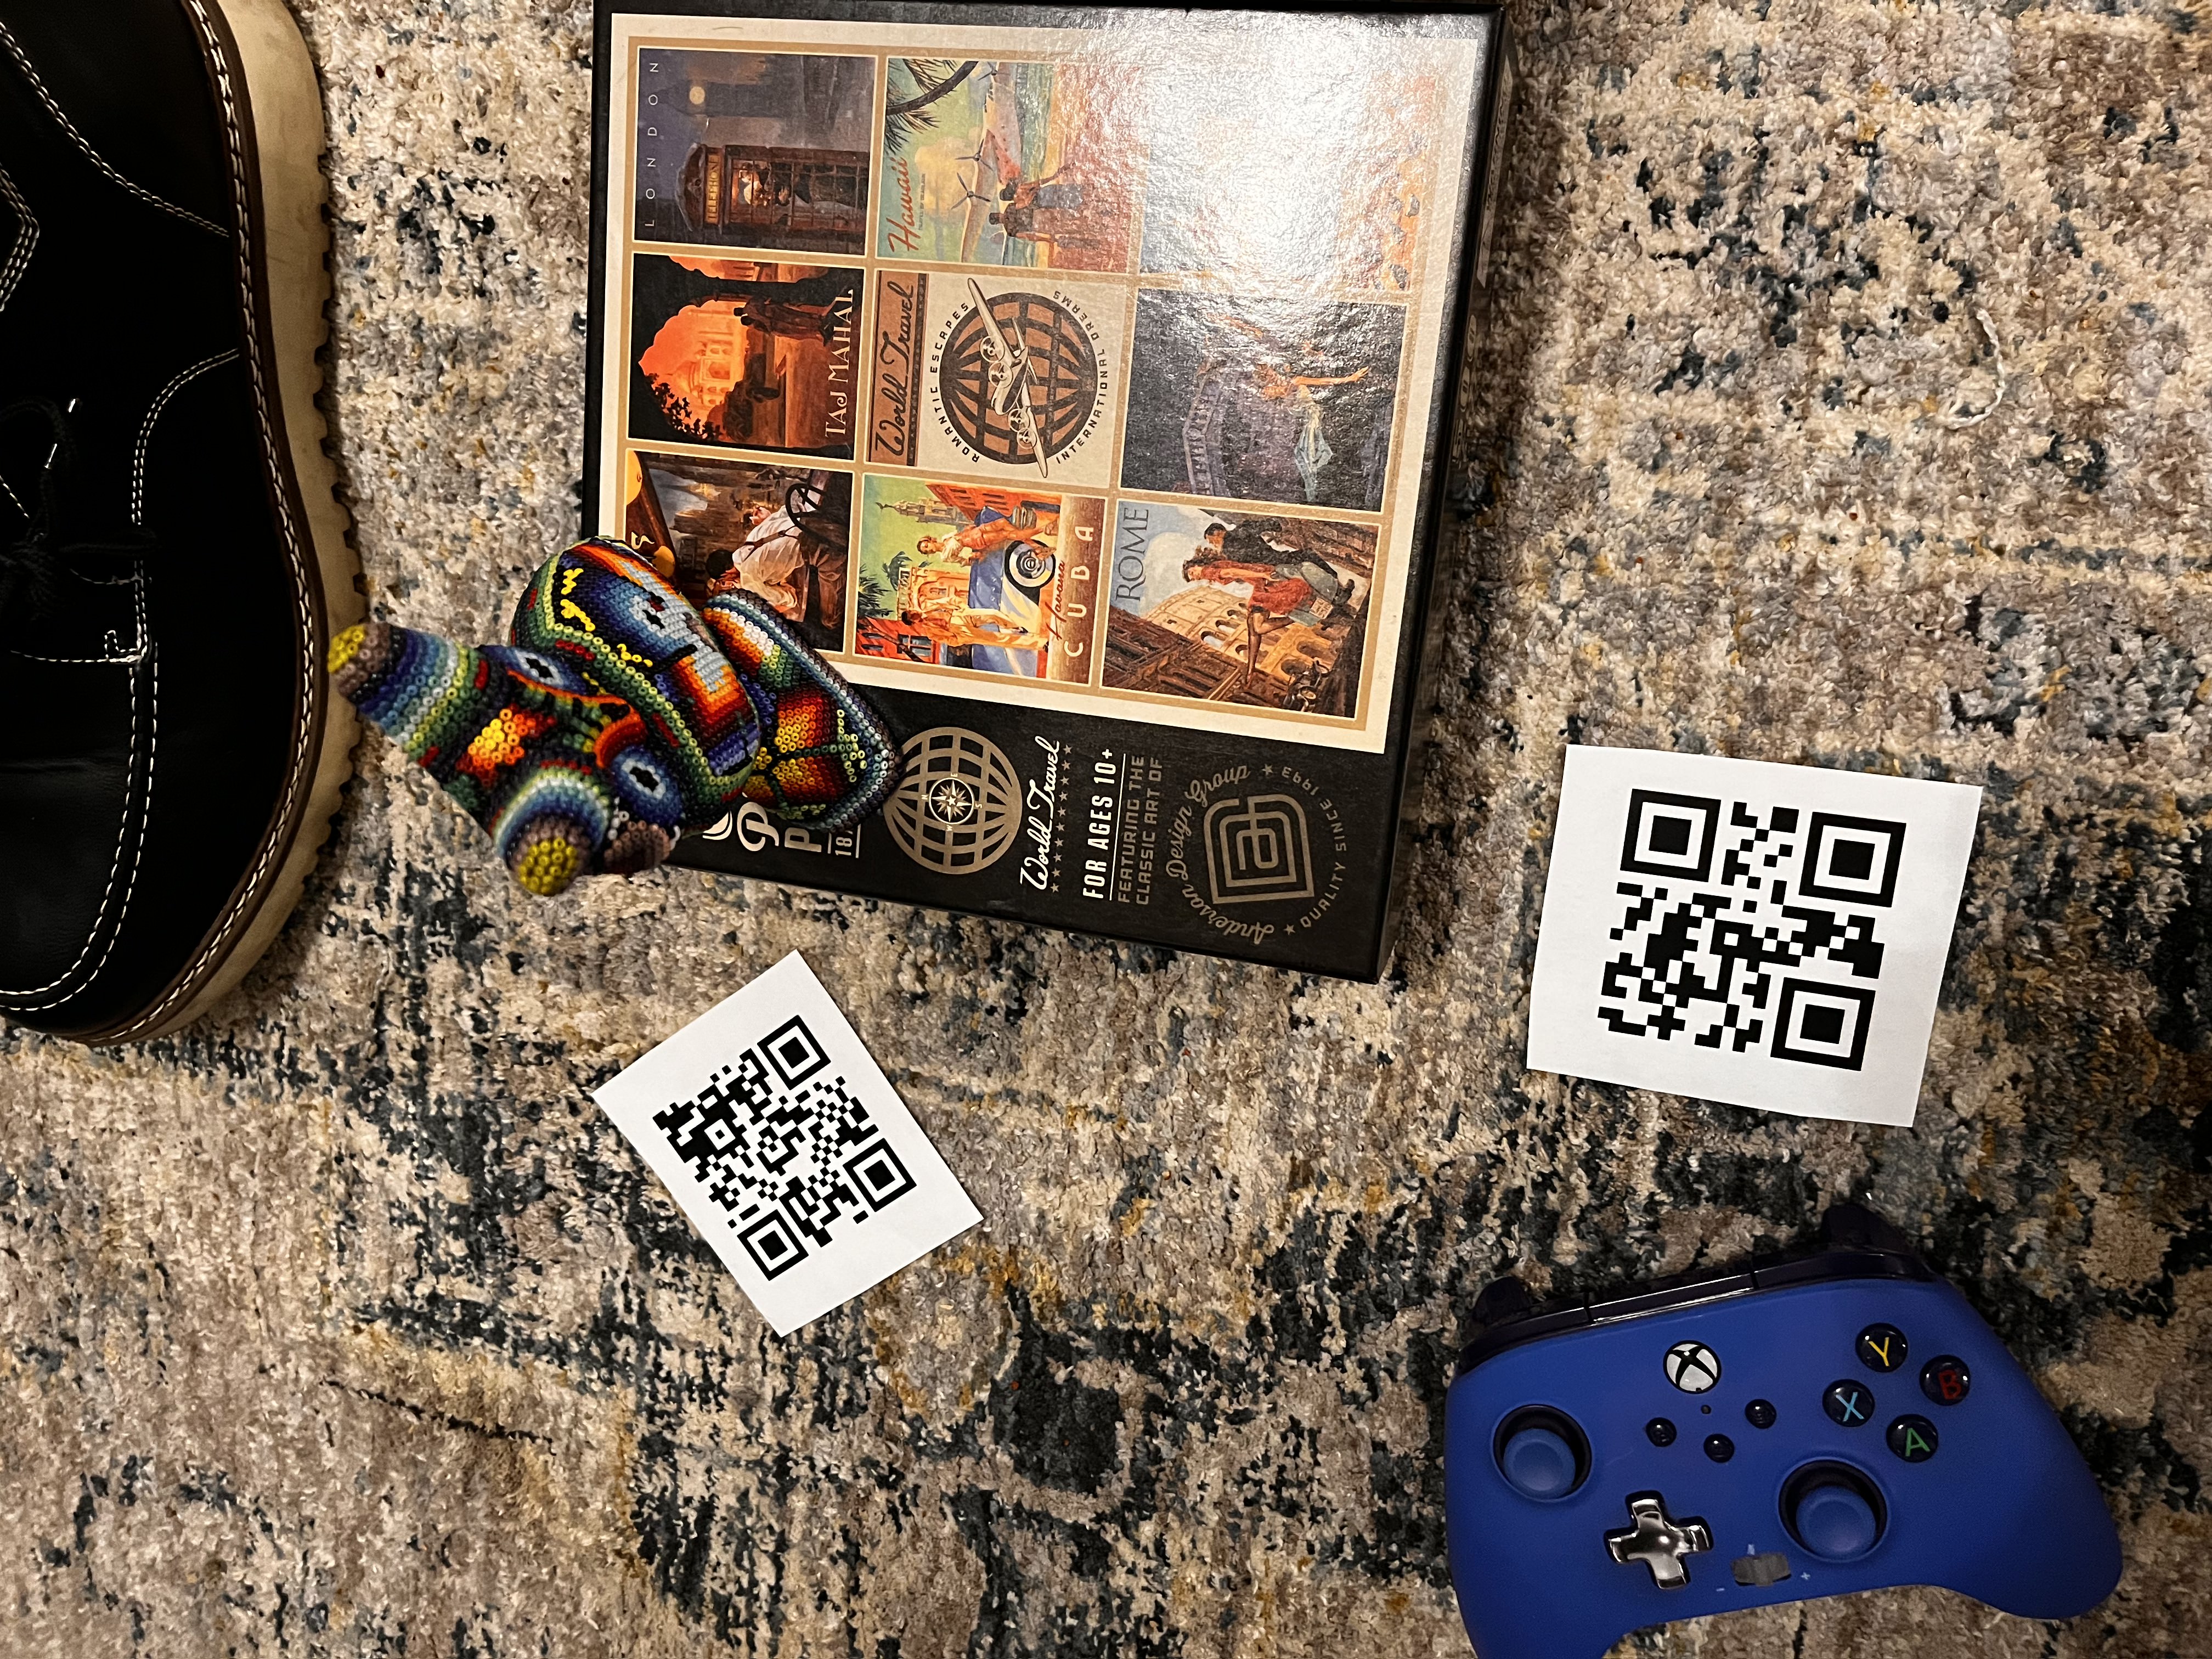 TAJ MAHAL
LONDON
TELEPHONE
Havana
CUBA
World Travel
ROMANTIC ESCAPES
INTERNATIONAL DREAMS
Hawaii
ROME
World Travel
FOR AGES 10+
FEATURING THE
CLASSIC ART OF
Anderson Design Group
QUALITY SINCE 1993
X
Y
A
B